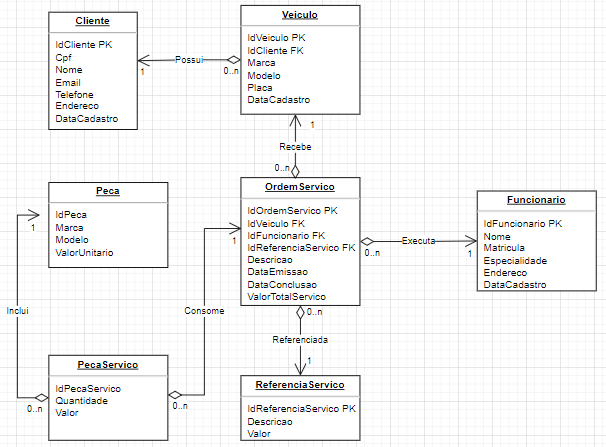 Cliente
IdCliente PK
Cpf
Nome
Email
Telefone
Endereco
DataCadastro
1
Possui
0..n
Veiculo
IdVeiculo PK
IdCliente FK
Marca
Modelo
Placa
DataCadastro
1
Recebe
0..n
Peca
IdPeca
Marca
Modelo
ValorUnitario
OrdemServico
IdOrdemServico PK
IdVeiculo FK
IdFuncionario FK
IdReferenciaServico FK
Descricao
DataEmissao
DataConclusao
ValorTotalServico
0..n
Executa
1
Funcionario
IdFuncionario PK
Nome
Matricula
Especialidade
Endereco
DataCadastro
1
Inclui
0..n
1
Consome
0..n
0..n
Referenciada
1
PecaServico
IdPecaServico
Quantidade
Valor
ReferenciaServico
IdReferenciaServico PK
Descricao
Valor